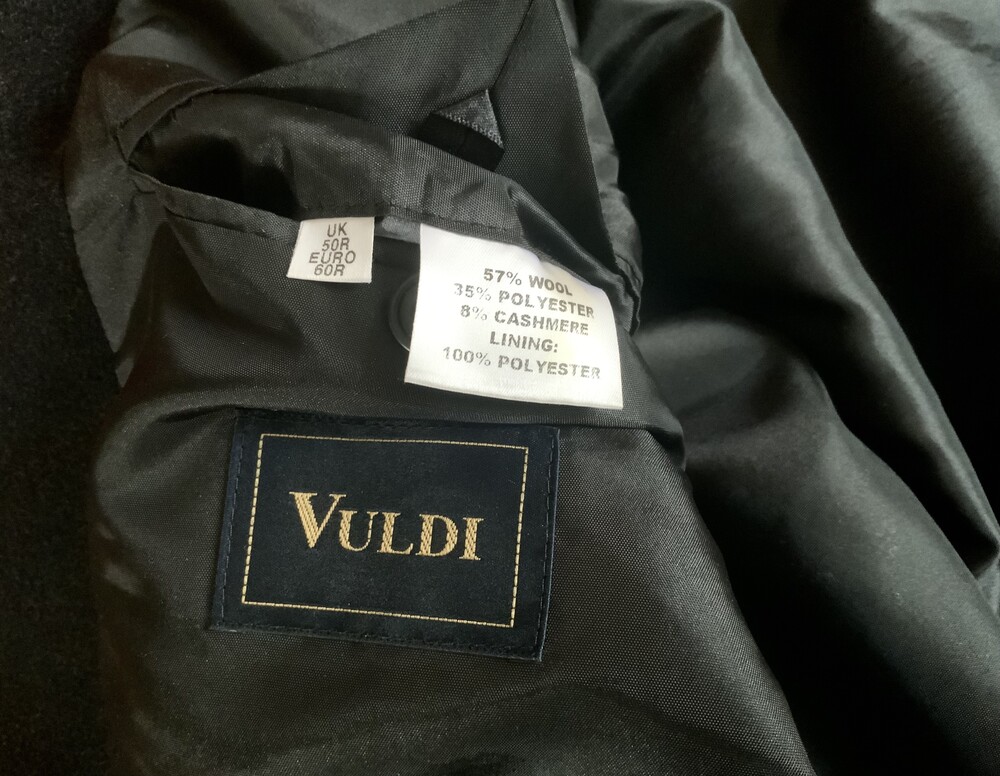 UK
50R
EURO
60R
57% WOOL
35% POLYESTER
8% CASHMERE
LINING:
100% POLYESTER
VULDI